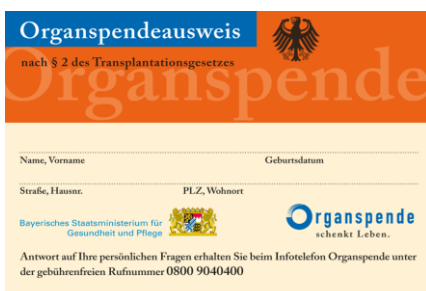 Organspendeausweis
nach § 2 des Transplantationsgesetzes
Organspende
Name, Vorname Geburtsdatum
Straße, Hausnr. PLZ, Wohnort
Bayerisches Staatsministerium für
Gesundheit und Pflege
Organspende
schenkt Leben.
Antwort auf Ihre persönlichen Fragen erhalten Sie beim Infotelefon Organspende unter
der gebührenfreien Rufnummer 0800 9040400